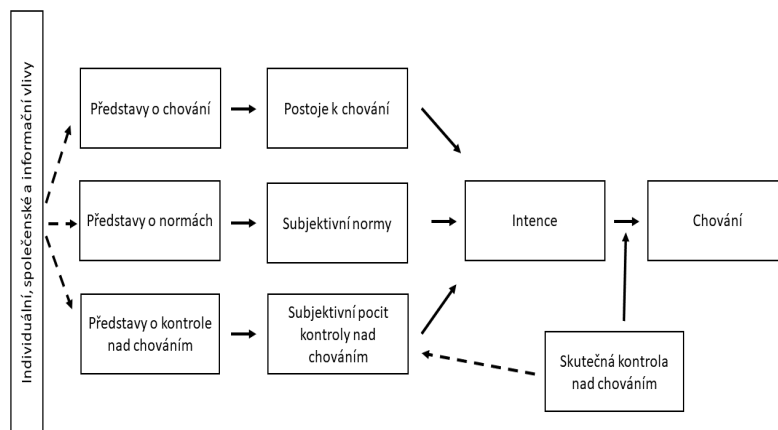 Individuální, společenské a informační vlivy
Představy o chování
Postoje k chování
Představy o normách
Subjektivní normy
Intence
Chování
Představy o kontrole
nad chováním
Subjektivní pocit
kontroly nad
chováním
Skutečná kontrola
nad chováním